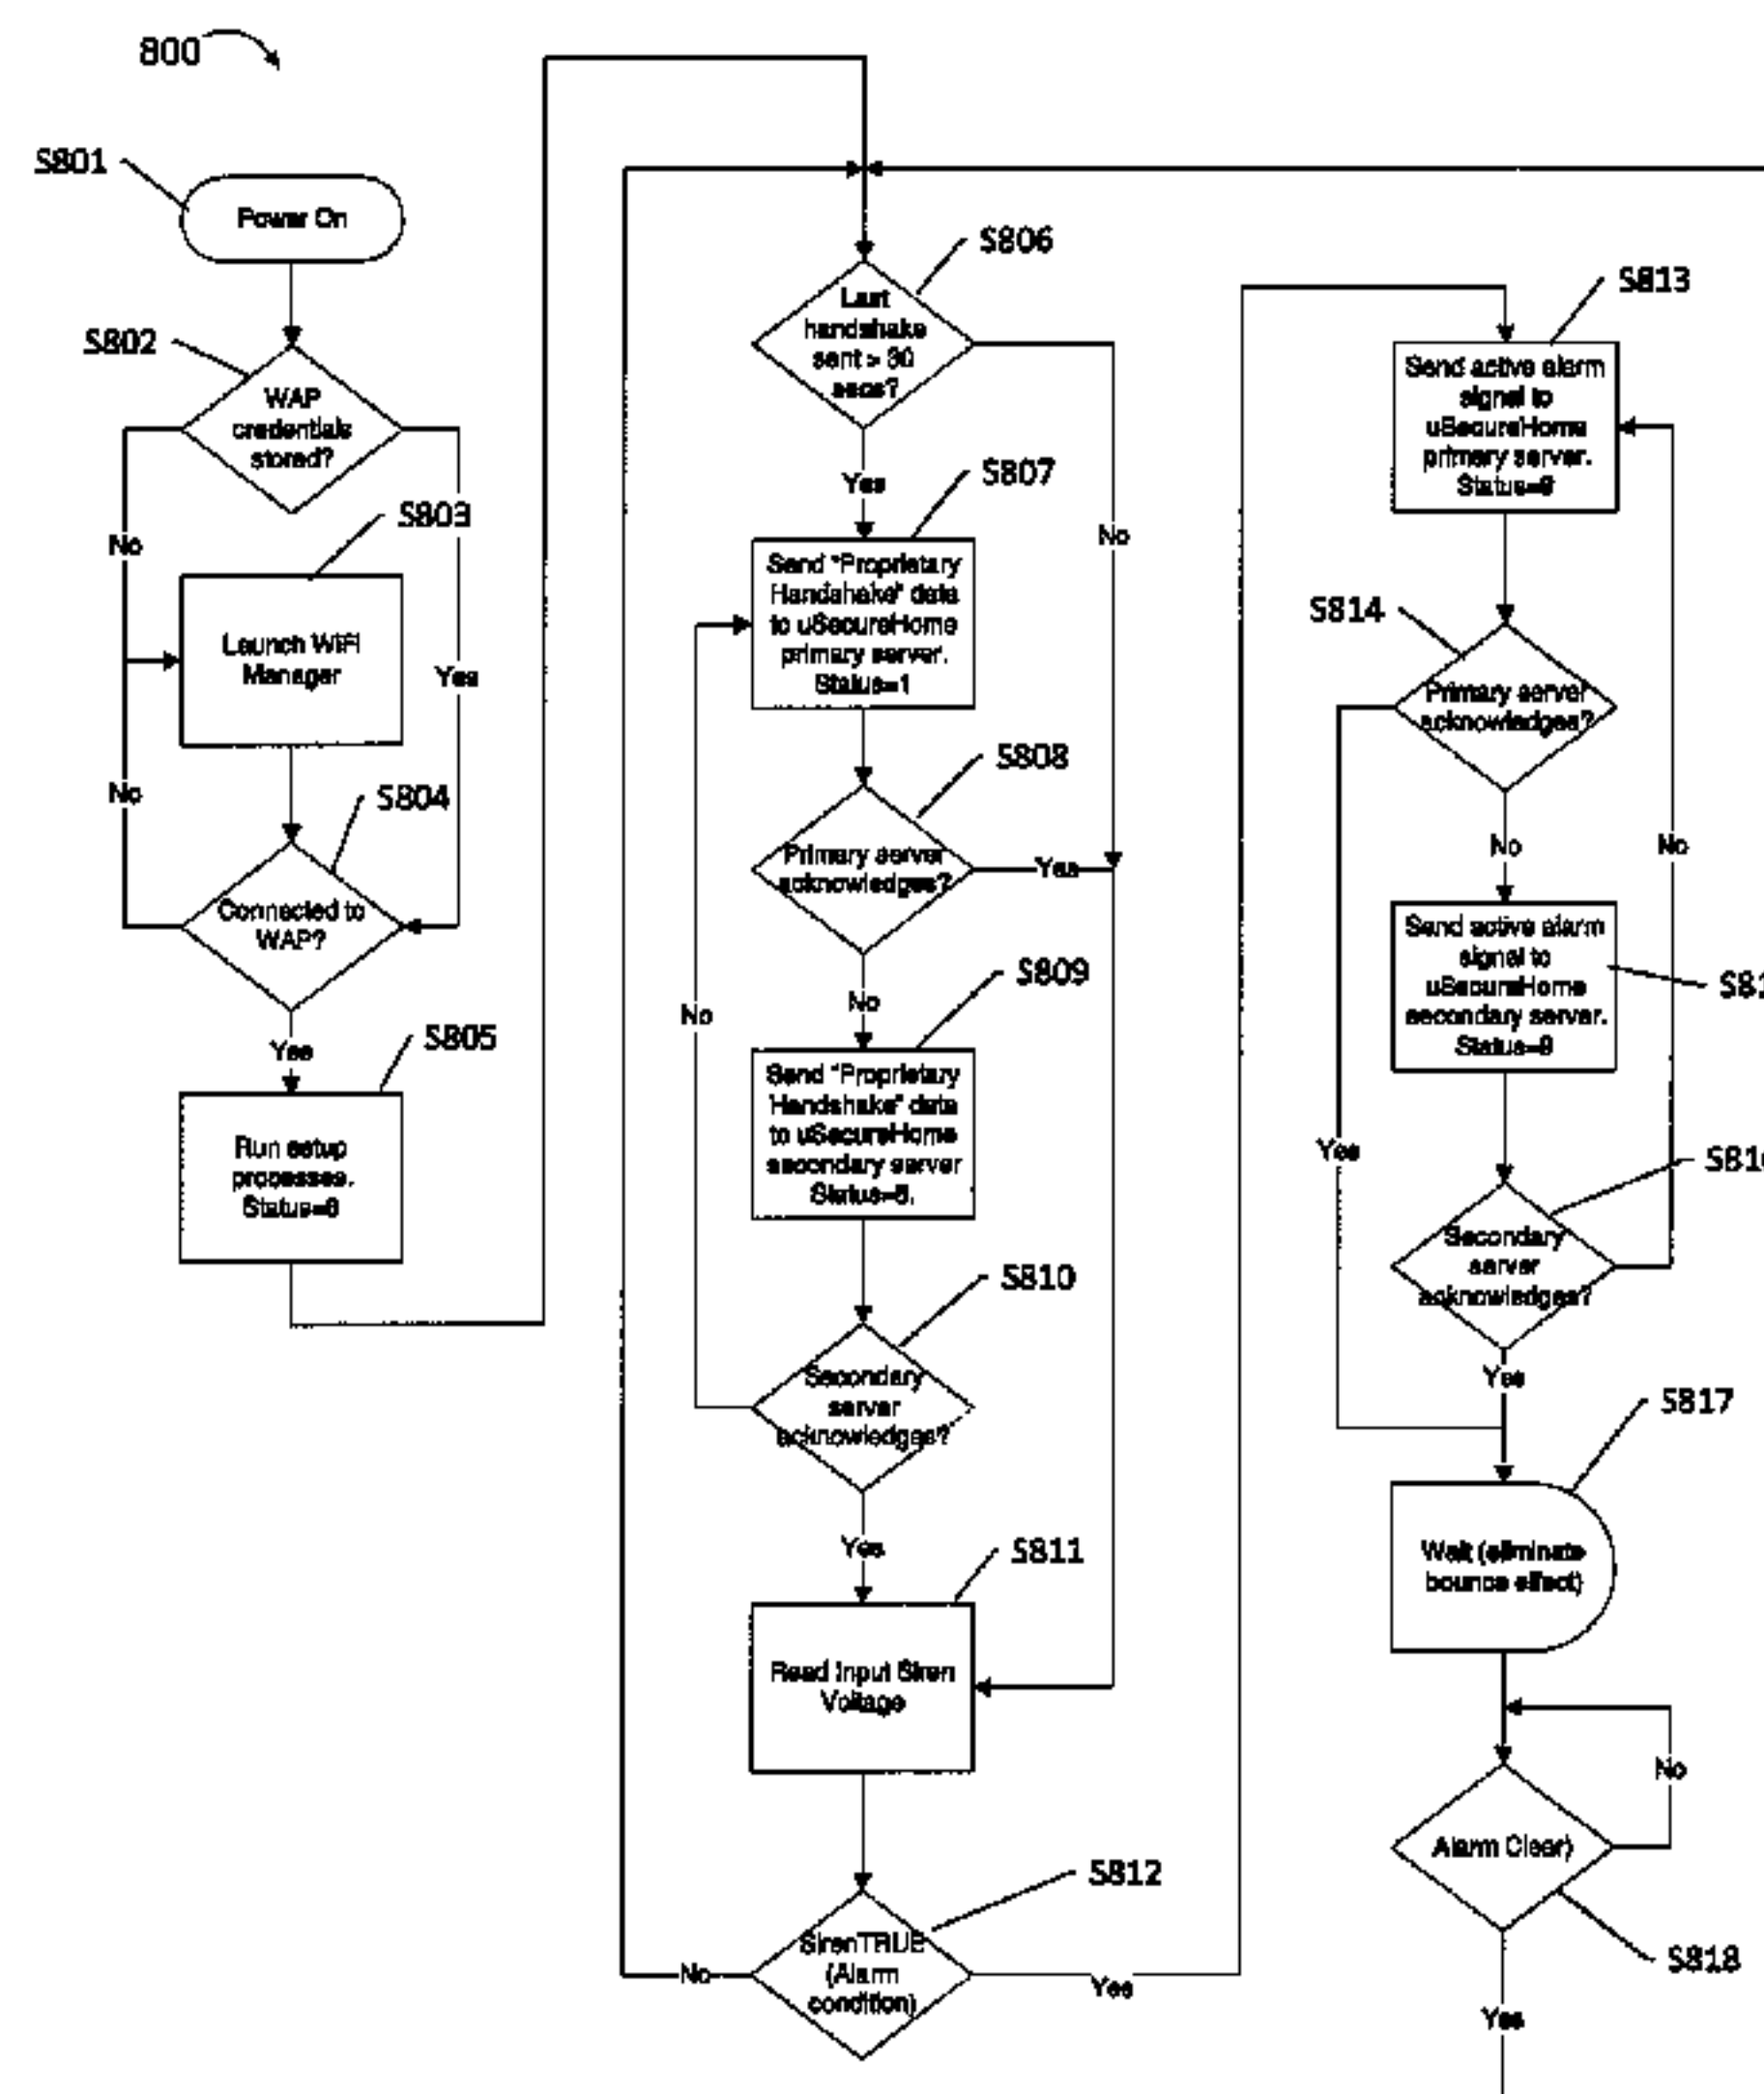 800
S801
Power On
S802
WAP
credentials
stored?
No
Yes
S803
Launch WiFi
Manager
No
S804
Connected to
WAP?
Yes
S805
Run setup
processes.
S806
Last
handshake
sent > 30
secs?
Yes
No
S807
Send "Proprietary
Handshake" data
to uSecureHome
primary server.
Status=1
S808
Primary server
acknowledges?
Yes
No
S809
Send "Proprietary
Handshake" data
to uSecureHome
secondary server
S810
Secondary
server
acknowledges?
No
Yes
S811
Read Input Siren
Voltage
S812
SirenTRUE
(Alarm
condition)
No
Yes
S813
Send active alarm
signal to
uSecureHome
primary server.
Status=9
S814
Primary server
acknowledges?
No
Yes
No
Send active alarm
signal to
uSecureHome
secondary server.
Status=9
Secondary
server
acknowledges?
Yes
S817
Wait (eliminate
bounce effect)
No
Alarm Clear)
S818
Yes